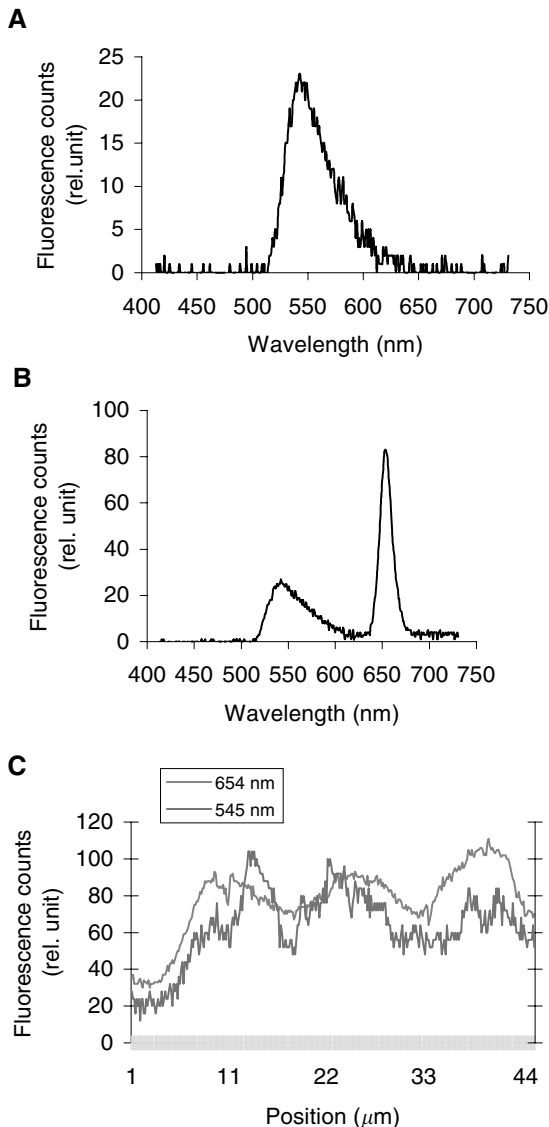 A
25
20
15
10
5
0
Fluorescence counts
(rel.unit)
400 450 500 550 600 650 700 750
Wavelength (nm)
B
100
80
60
40
20
0
Fluorescence counts
(rel. unit)
400 450 500 550 600 650 700 750
Wavelength (nm)
C
654 nm
545 nm
120
100
80
60
40
20
0
Fluorescence counts
(rel. unit)
1 11 22 33 44
Position (μm)